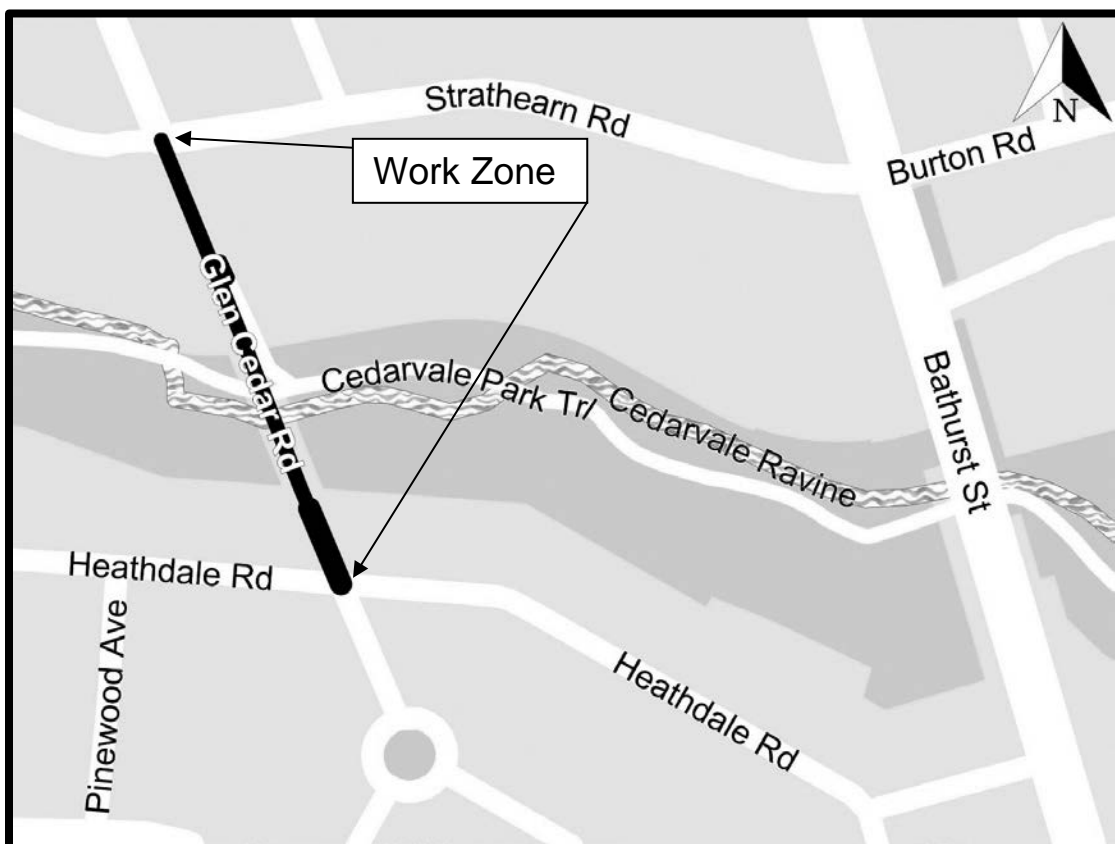 Strathearn Rd
N
Burton Rd
Work Zone
Glen Cedar Rd
Cedarvale Park Trl
Cedarvale Ravine
Bathurst St
Heathdale Rd
Pinewood Ave
Heathdale Rd